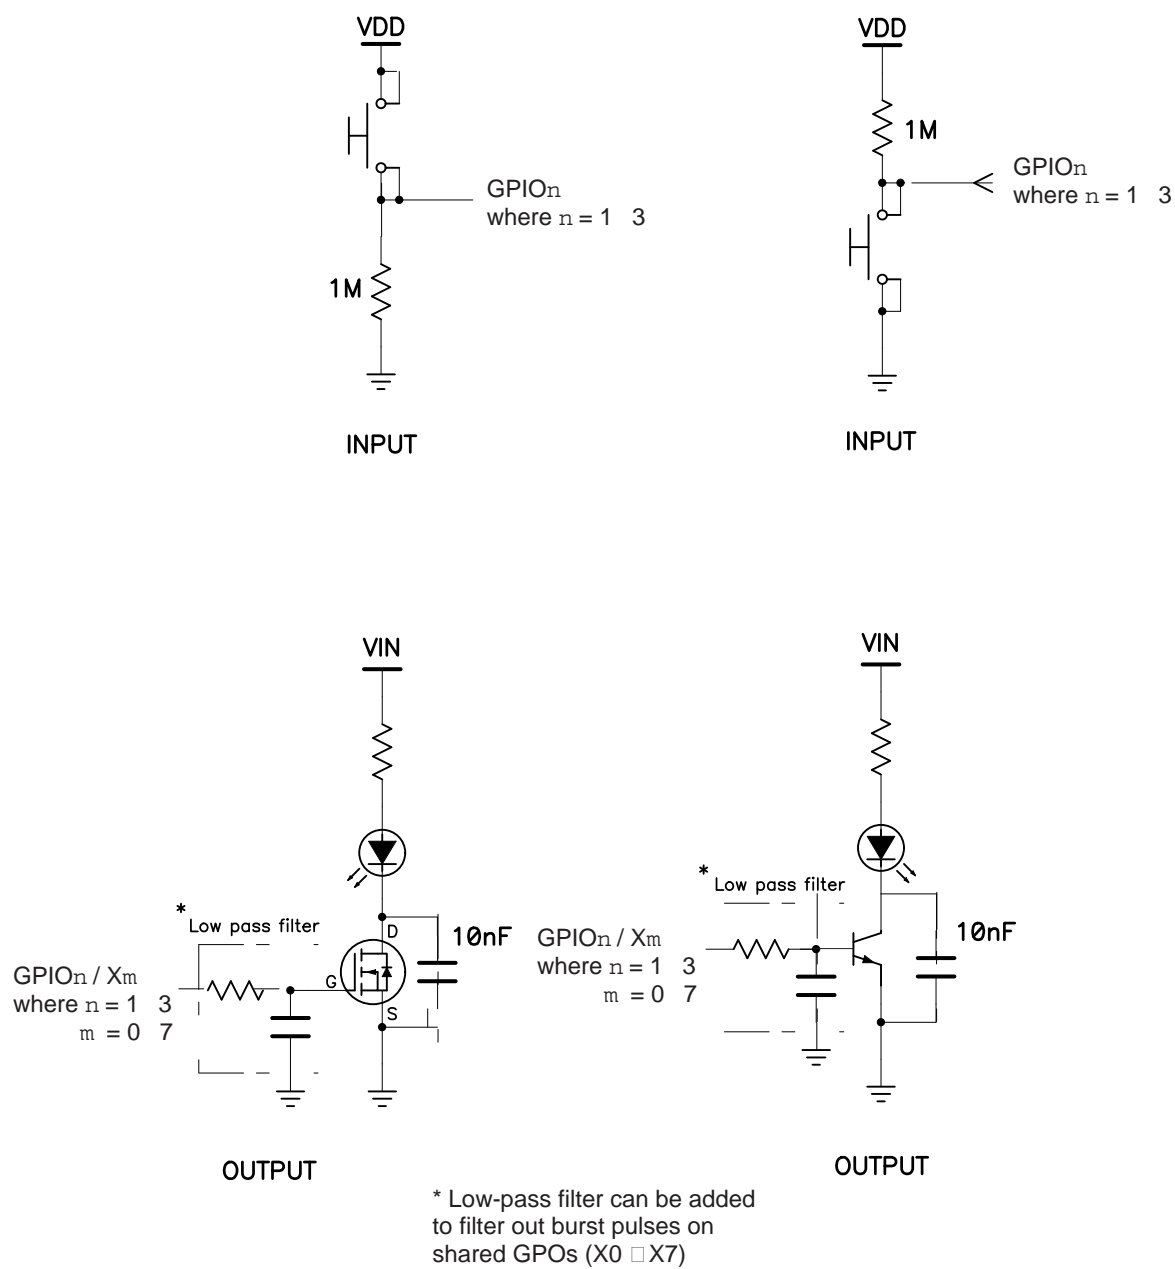 VDD
1M
GPIOn
where n = 1 3
INPUT
VDD
1M
GPIOn
where n = 1 3
INPUT
VIN
* Low pass filter
D
10nF
G
S
GPIOn / Xm
where n = 1 3
m = 0 7
OUTPUT
VIN
* Low pass filter
10nF
GPIOn / Xm
where n = 1 3
m = 0 7
OUTPUT
* Low-pass filter can be added
to filter out burst pulses on
shared GPOs (X0 □ X7)